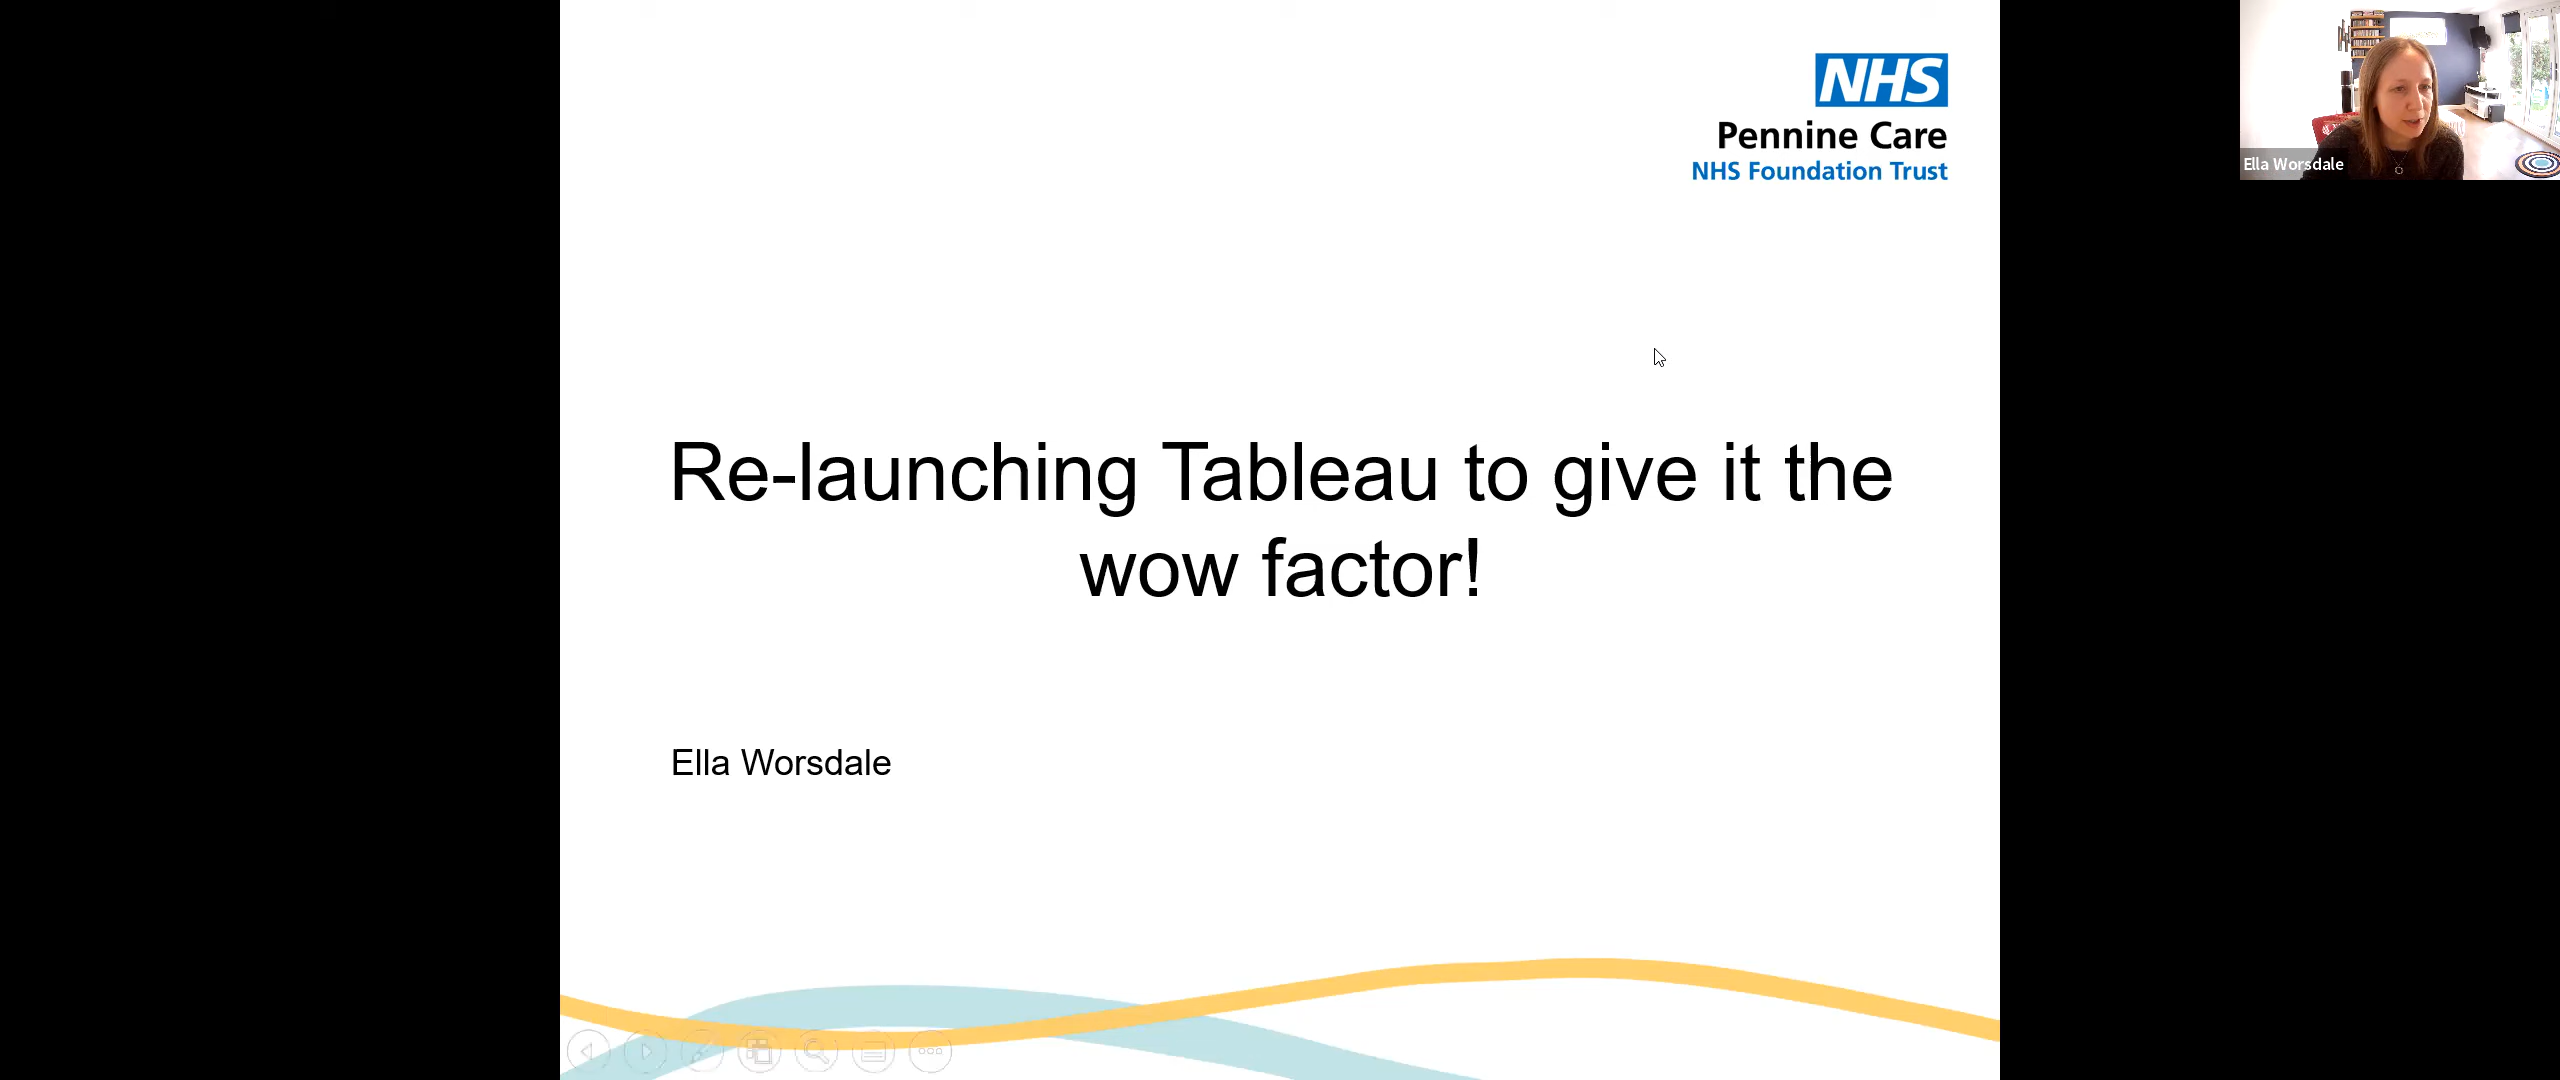 NHS
Pennine Care
NHS Foundation Trust
Ella Worsdale
Re-launching Tableau to give it the
wow factor!
Ella Worsdale